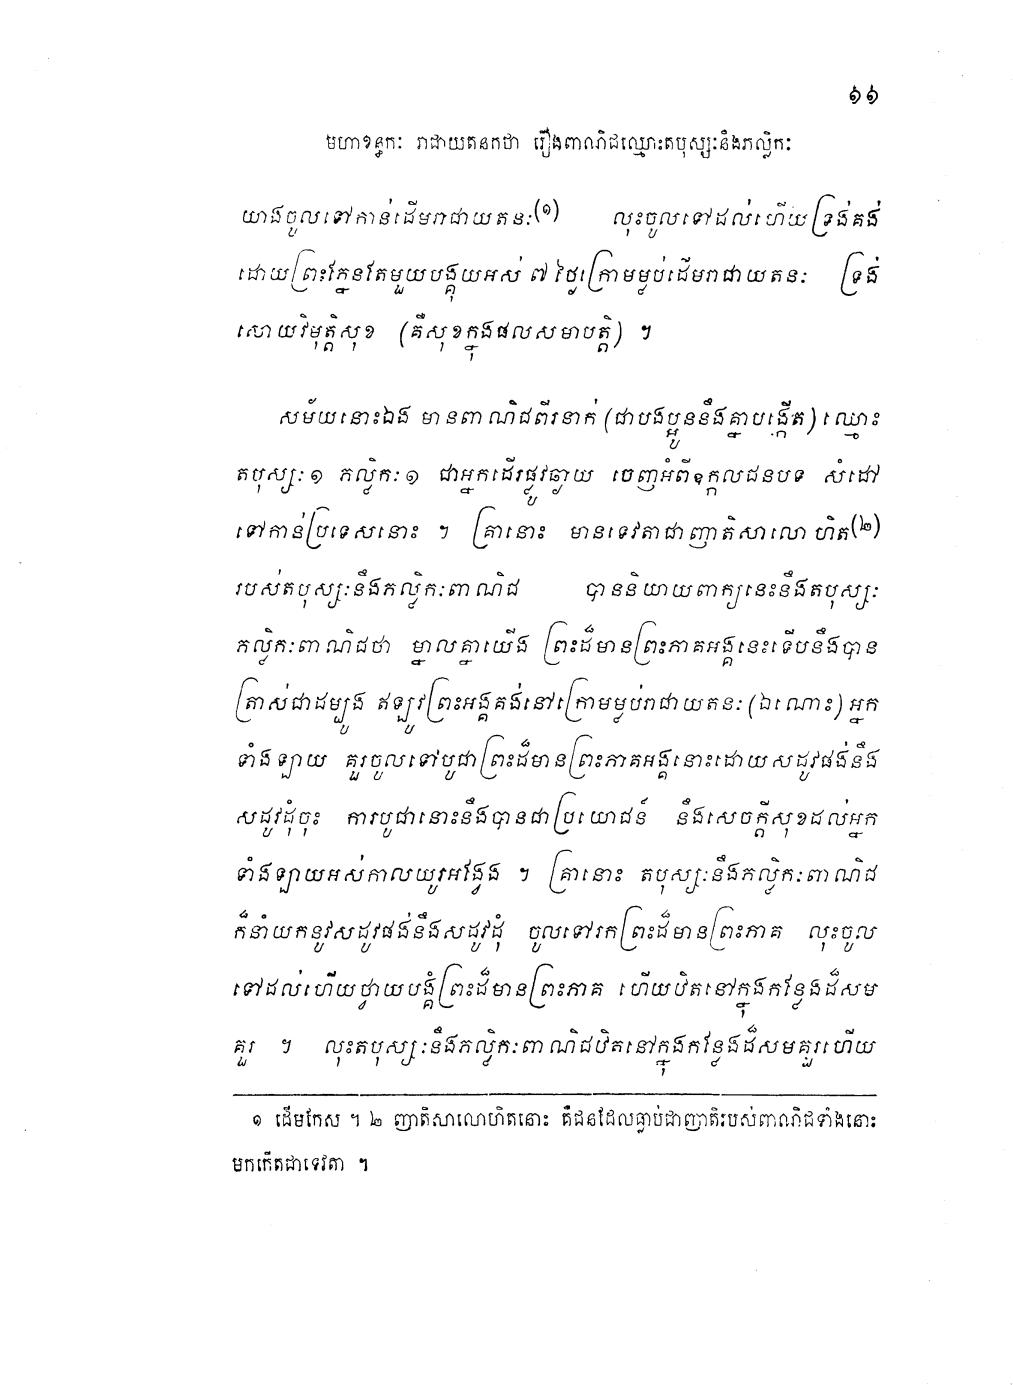 ១១
មហាខន្ធកៈ រាជាយតនកថា រឿងពាណិជឈ្មោះតបុស្សៈនឹងភល្លិកៈ
យាងចូលទៅកាន់ដើមរាជាយតនៈ(១) លុះចូលទៅដល់ហើយ ទ្រង់គង់
ដោយព្រះភ្នែនតែមួយបង្គុយអស់ ៧ ថ្ងៃក្រោមម្លប់ដើមរាជាយតនៈ ទ្រង់
សោយវិមុត្តិសុខ (គឺសុខក្នុងផលសមាបត្តិ) ។
សម័យនោះឯង មានពាណិជពីរនាក់ (ជាបងប្អូននឹងគ្នាបង្កើត) ឈ្មោះ
តបុស្សៈ ១ ភល្លិកៈ ១ ជាអ្នកដើរផ្លូវឆ្ងាយ ចេញអំពីឧក្កលជនបទ សំដៅ
ទៅកាន់ប្រទេសនោះ ។ គ្រានោះ មានទេវតាជាញាតិសាលោហិត(២)
របស់តបុស្សៈនឹងភល្លិកៈពាណិជ បាននិយាយពាក្យនេះនឹងតបុស្សៈ
ភល្លិកៈពាណិជថា ម្នាលគ្នាយើង ព្រះដ៏មានព្រះភាគអង្គនេះទើបនឹងបាន
ត្រាស់ជាដម្បូង ឥឡូវព្រះអង្គគង់នៅក្រោមម្លប់រាជាយតនៈ (ឯណោះ) អ្នក
ទាំងឡាយ គួរចូលទៅបូជាព្រះដ៏មានព្រះភាគអង្គនោះដោយសដូវផង់នឹង
សដូវដុំចុះ ការបូជានោះនឹងបានជាប្រយោជន៍ នឹងសេចក្តីសុខដល់អ្នក
ទាំងឡាយអស់កាលយូរអង្វែង ។ គ្រានោះ តបុស្សៈនឹងភល្លិកៈពាណិជ
ក៏នាំយកនូវសដូវផង់នឹងសដូវដុំ ចូលទៅរកព្រះដ៏មានព្រះភាគ លុះចូល
ទៅដល់ហើយថ្វាយបង្គំព្រះដ៏មានព្រះភាគ ហើយឋិតនៅក្នុងកន្លែងដ៏សម
គួរ ។ លុះតបុស្សៈនឹងភល្លិកៈពាណិជឋិតនៅក្នុងកន្លែងដ៏សមគួរហើយ
១ ដើមកែស ។ ២ ញាតិសាលោហិតនោះ គឺជនដែលធ្លាប់ជាញាតិរបស់ពាណិជទាំងនោះ
មកកើតជាទេវតា ។